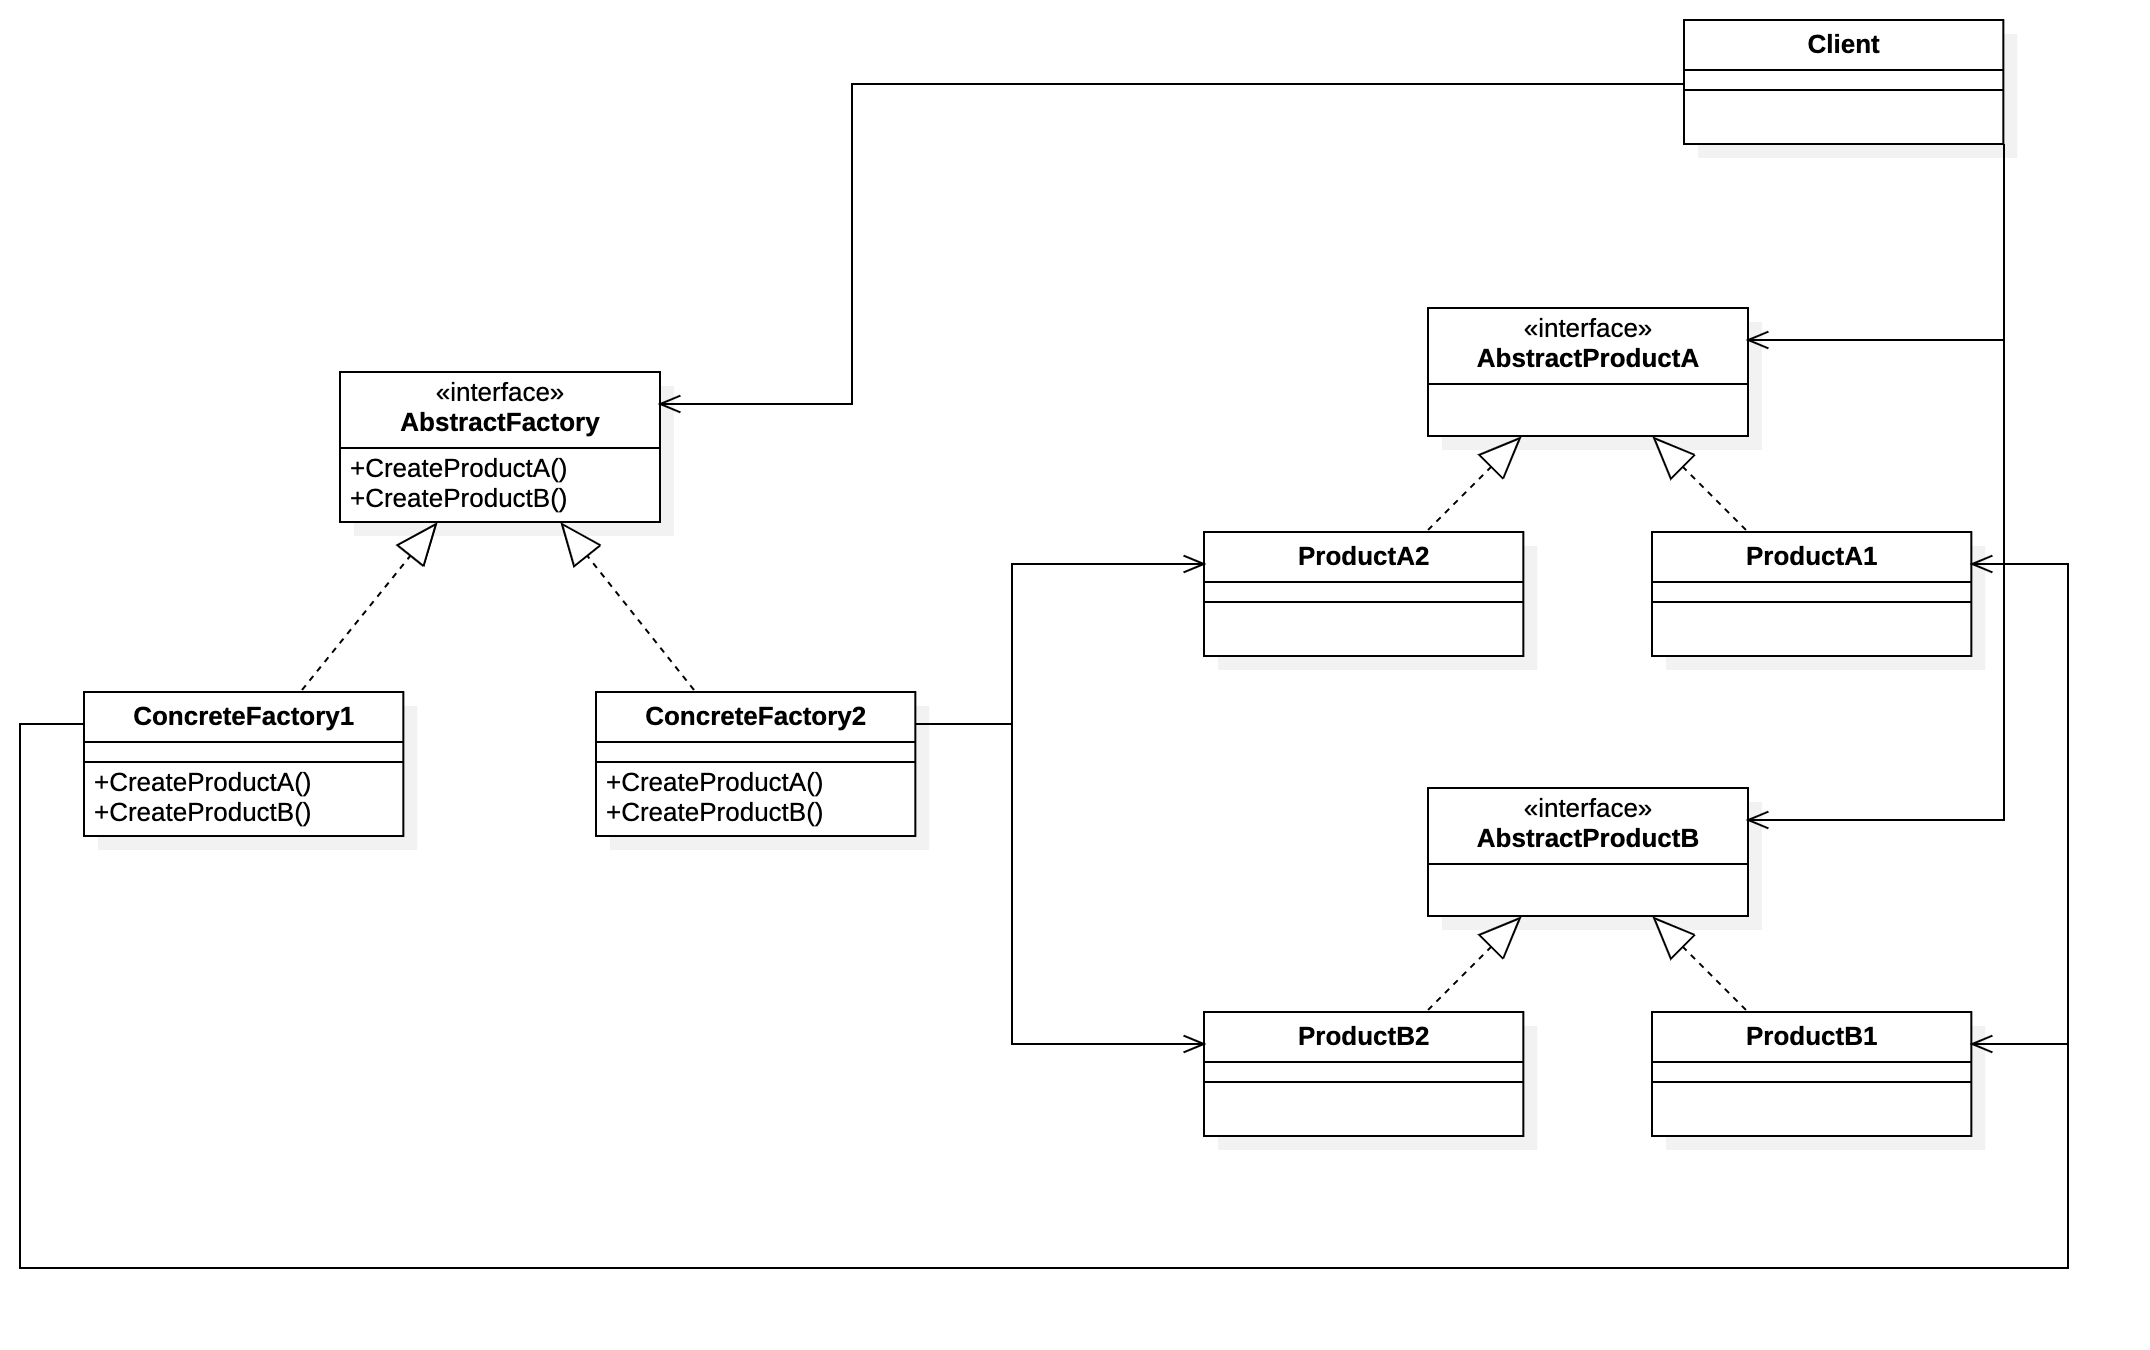 Client
«interface»
AbstractProductA
«interface»
AbstractFactory
+CreateProductA()
+CreateProductB()
ProductA2
ProductA1
ConcreteFactory1
+CreateProductA()
+CreateProductB()
ConcreteFactory2
+CreateProductA()
+CreateProductB()
«interface»
AbstractProductB
ProductB2
ProductB1